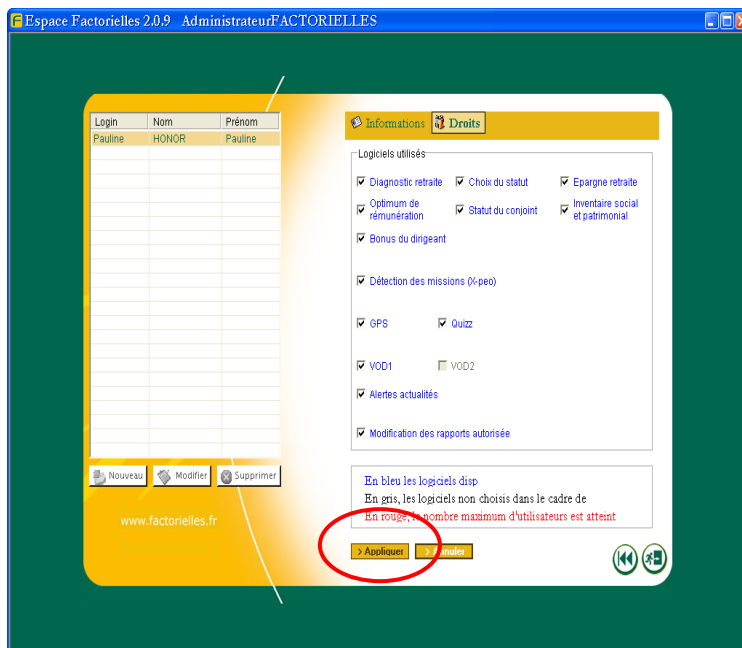 Espace Factorielles 2.0.9 AdministrateurFACTORIELLES
Login Nom Prénom
Pauline HONOR Pauline
Nouveau Modifier Supprimer
www.factorielles.fr
Informations Droits
Logiciels utilisés
Diagnostic retraite Choix du statut Epargne retraite
Optimum de
rémunération
Statut du conjoint
Inventaire social
et patrimonial
Bonus du dirigeant
Détection des missions (X-peo)
GPS Quizz
VOD1 VOD2
Alertes actualités
Modification des rapports autorisée
En bleu les logiciels disp
En gris, les logiciels non choisis dans le cadre de
En rouge, le nombre maximum d'utilisateurs est atteint
> Appliquer > Annuler